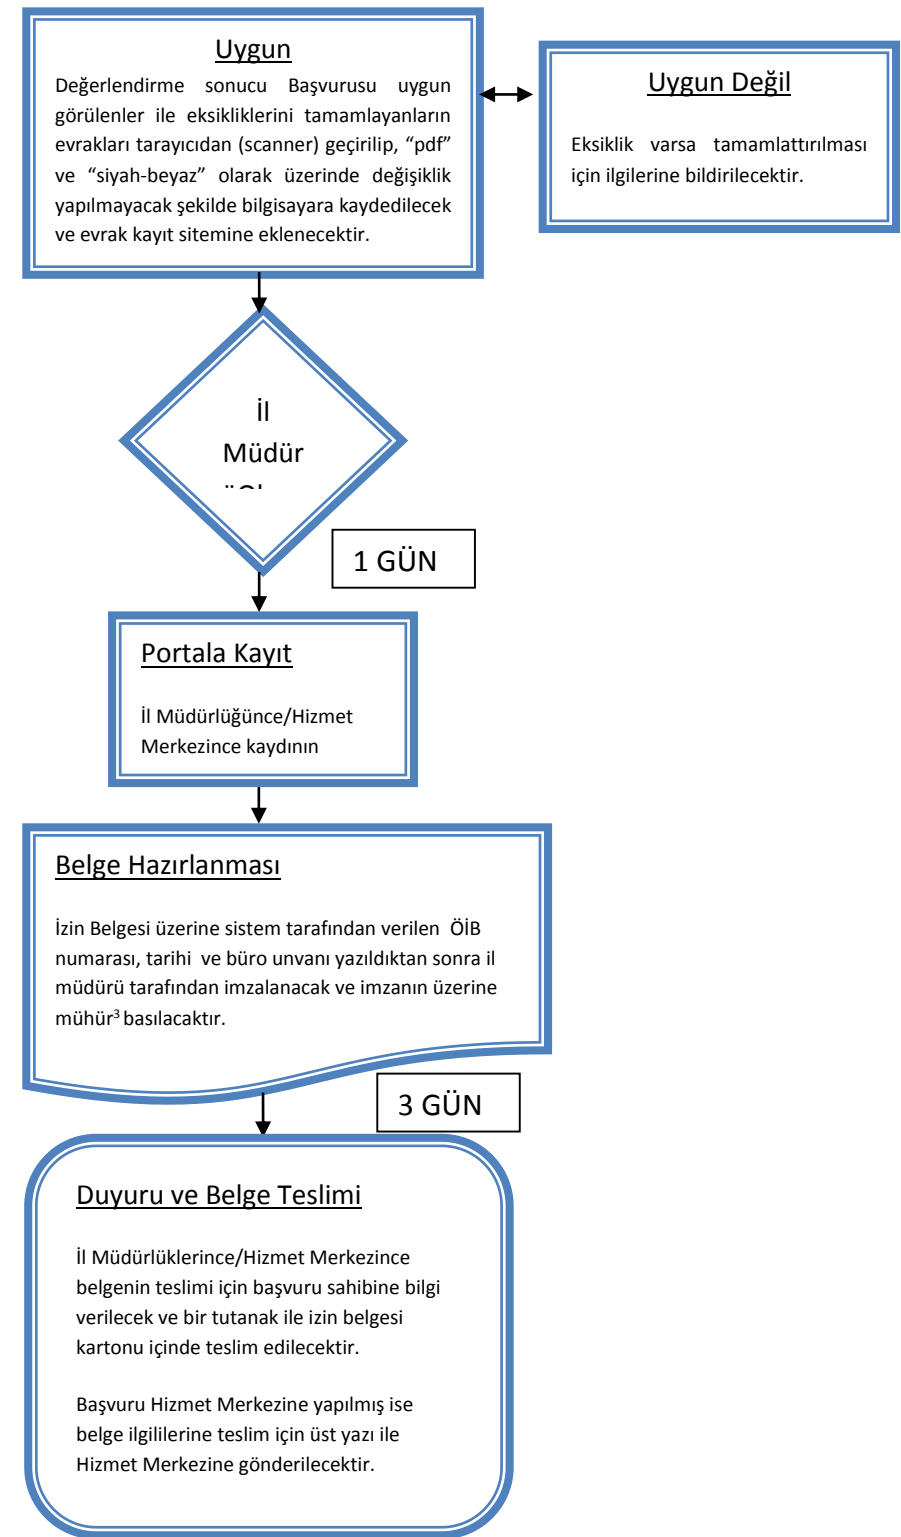 Uygun
Değerlendirme sonucu Başvurusu uygun
görülenler ile eksikliklerini tamamlayanların
evrakları tarayıcıdan (scanner) geçirilip, “pdf”
ve “siyah-beyaz” olarak üzerinde değişiklik
yapılmayacak şekilde bilgisayara kaydedilecek
ve evrak kayıt sitemine eklenecektir.
Uygun Değil
Eksiklik varsa tamamlattırılması
için ilgilerine bildirilecektir.
İl
Müdür
1 GÜN
Portala Kayıt
İl Müdürlüğünce/Hizmet
Merkezince kaydının
Belge Hazırlanması
İzin Belgesi üzerine sistem tarafından verilen ÖİB
numarası, tarihi ve büro unvanı yazıldıktan sonra il
müdürü tarafından imzalanacak ve imzanın üzerine
mühür³ basılacaktır.
3 GÜN
Duyuru ve Belge Teslimi
İl Müdürlüklerince/Hizmet Merkezince
belgenin teslimi için başvuru sahibine bilgi
verilecek ve bir tutanak ile izin belgesi
kartonu içinde teslim edilecektir.
Başvuru Hizmet Merkezine yapılmış ise
belge ilgililerine teslim için üst yazı ile
Hizmet Merkezine gönderilecektir.